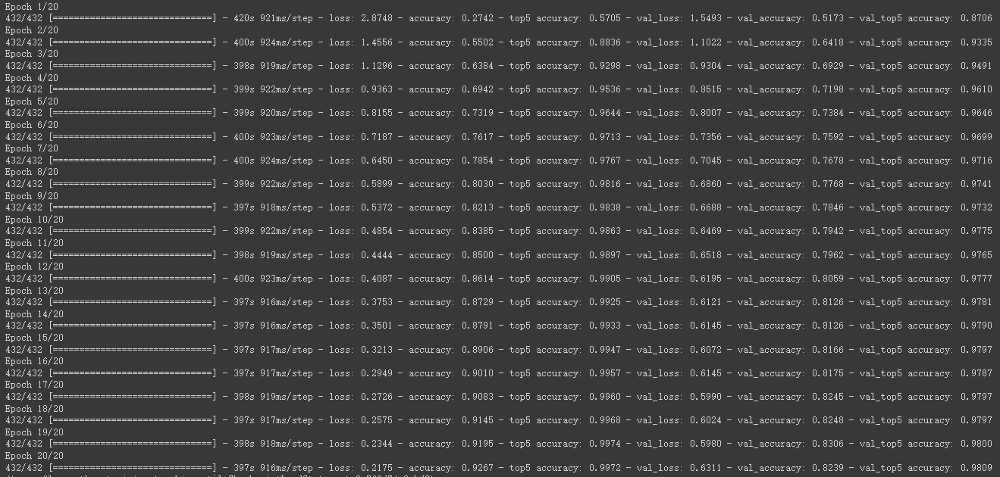 Epoch 1/20
432/432 [==============================] - 420s 921ms/step - loss: 2.8748 - accuracy: 0.2742 - top5 accuracy: 0.5705 - val_loss: 1.5493 - val_accuracy: 0.5173 - val_top5 accuracy: 0.8706
Epoch 2/20
432/432 [==============================] - 400s 924ms/step - loss: 1.4556 - accuracy: 0.5502 - top5 accuracy: 0.8836 - val_loss: 1.1022 - val_accuracy: 0.6418 - val_top5 accuracy: 0.9335
Epoch 3/20
432/432 [==============================] - 398s 919ms/step - loss: 1.1296 - accuracy: 0.6384 - top5 accuracy: 0.9298 - val_loss: 0.9304 - val_accuracy: 0.6929 - val_top5 accuracy: 0.9491
Epoch 4/20
432/432 [==============================] - 399s 922ms/step - loss: 0.9363 - accuracy: 0.6942 - top5 accuracy: 0.9536 - val_loss: 0.8515 - val_accuracy: 0.7198 - val_top5 accuracy: 0.9610
Epoch 5/20
432/432 [==============================] - 399s 920ms/step - loss: 0.8155 - accuracy: 0.7319 - top5 accuracy: 0.9644 - val_loss: 0.8007 - val_accuracy: 0.7384 - val_top5 accuracy: 0.9646
Epoch 6/20
432/432 [==============================] - 400s 923ms/step - loss: 0.7187 - accuracy: 0.7617 - top5 accuracy: 0.9713 - val_loss: 0.7356 - val_accuracy: 0.7592 - val_top5 accuracy: 0.9699
Epoch 7/20
432/432 [==============================] - 400s 924ms/step - loss: 0.6450 - accuracy: 0.7854 - top5 accuracy: 0.9767 - val_loss: 0.7045 - val_accuracy: 0.7678 - val_top5 accuracy: 0.9716
Epoch 8/20
432/432 [==============================] - 399s 922ms/step - loss: 0.5899 - accuracy: 0.8030 - top5 accuracy: 0.9816 - val_loss: 0.6860 - val_accuracy: 0.7768 - val_top5 accuracy: 0.9741
Epoch 9/20
432/432 [==============================] - 397s 918ms/step - loss: 0.5372 - accuracy: 0.8213 - top5 accuracy: 0.9838 - val_loss: 0.6688 - val_accuracy: 0.7846 - val_top5 accuracy: 0.9732
Epoch 10/20
432/432 [==============================] - 399s 922ms/step - loss: 0.4854 - accuracy: 0.8385 - top5 accuracy: 0.9863 - val_loss: 0.6469 - val_accuracy: 0.7942 - val_top5 accuracy: 0.9775
Epoch 11/20
432/432 [==============================] - 398s 919ms/step - loss: 0.4444 - accuracy: 0.8500 - top5 accuracy: 0.9897 - val_loss: 0.6518 - val_accuracy: 0.7962 - val_top5 accuracy: 0.9765
Epoch 12/20
432/432 [==============================] - 400s 923ms/step - loss: 0.4087 - accuracy: 0.8614 - top5 accuracy: 0.9905 - val_loss: 0.6195 - val_accuracy: 0.8059 - val_top5 accuracy: 0.9777
Epoch 13/20
432/432 [==============================] - 397s 916ms/step - loss: 0.3753 - accuracy: 0.8729 - top5 accuracy: 0.9925 - val_loss: 0.6121 - val_accuracy: 0.8126 - val_top5 accuracy: 0.9781
Epoch 14/20
432/432 [==============================] - 397s 916ms/step - loss: 0.3501 - accuracy: 0.8791 - top5 accuracy: 0.9933 - val_loss: 0.6145 - val_accuracy: 0.8126 - val_top5 accuracy: 0.9790
Epoch 15/20
432/432 [==============================] - 397s 917ms/step - loss: 0.3213 - accuracy: 0.8906 - top5 accuracy: 0.9947 - val_loss: 0.6072 - val_accuracy: 0.8166 - val_top5 accuracy: 0.9797
Epoch 16/20
432/432 [==============================] - 397s 917ms/step - loss: 0.2949 - accuracy: 0.9010 - top5 accuracy: 0.9957 - val_loss: 0.6145 - val_accuracy: 0.8175 - val_top5 accuracy: 0.9787
Epoch 17/20
432/432 [==============================] - 398s 919ms/step - loss: 0.2726 - accuracy: 0.9083 - top5 accuracy: 0.9960 - val_loss: 0.5990 - val_accuracy: 0.8245 - val_top5 accuracy: 0.9797
Epoch 18/20
432/432 [==============================] - 397s 917ms/step - loss: 0.2575 - accuracy: 0.9145 - top5 accuracy: 0.9968 - val_loss: 0.6024 - val_accuracy: 0.8248 - val_top5 accuracy: 0.9797
Epoch 19/20
432/432 [==============================] - 398s 918ms/step - loss: 0.2344 - accuracy: 0.9195 - top5 accuracy: 0.9974 - val_loss: 0.5980 - val_accuracy: 0.8306 - val_top5 accuracy: 0.9800
Epoch 20/20
432/432 [==============================] - 397s 916ms/step - loss: 0.2175 - accuracy: 0.9267 - top5 accuracy: 0.9972 - val_loss: 0.6311 - val_accuracy: 0.8239 - val_top5 accuracy: 0.9809